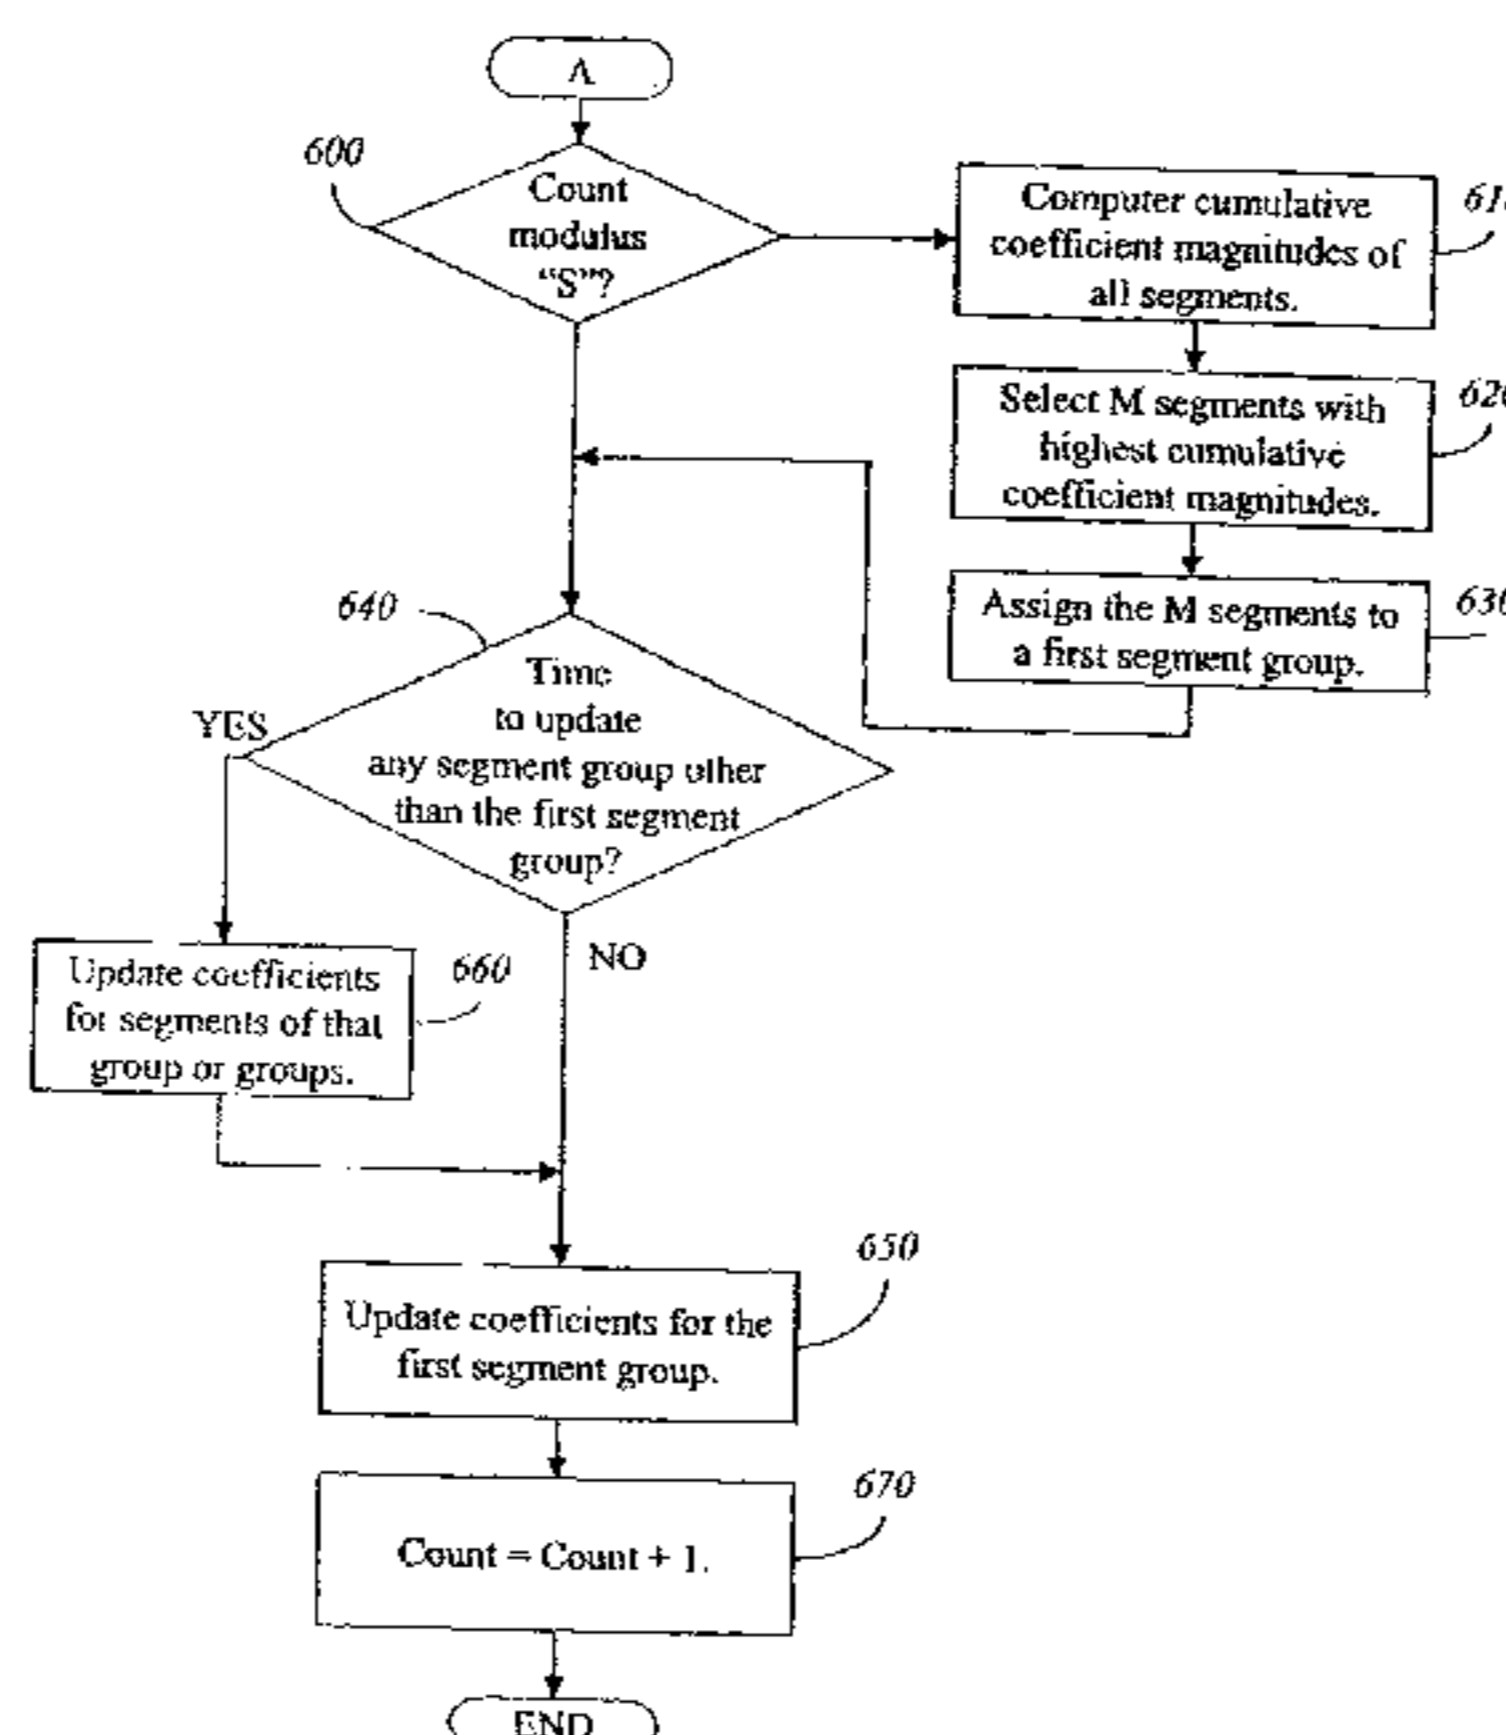 A
600
Count
modulus
“S”?
Computer cumulative
coefficient magnitudes of
all segments.
Select M segments with
highest cumulative
coefficient magnitudes.
Assign the M segments to
a first segment group.
640
Time
to update
any segment group other
than the first segment
group?
YES
NO
Update coefficients
for segments of that
group or groups.
660
650
Update coefficients for the
first segment group.
670
Count = Count + 1.
END